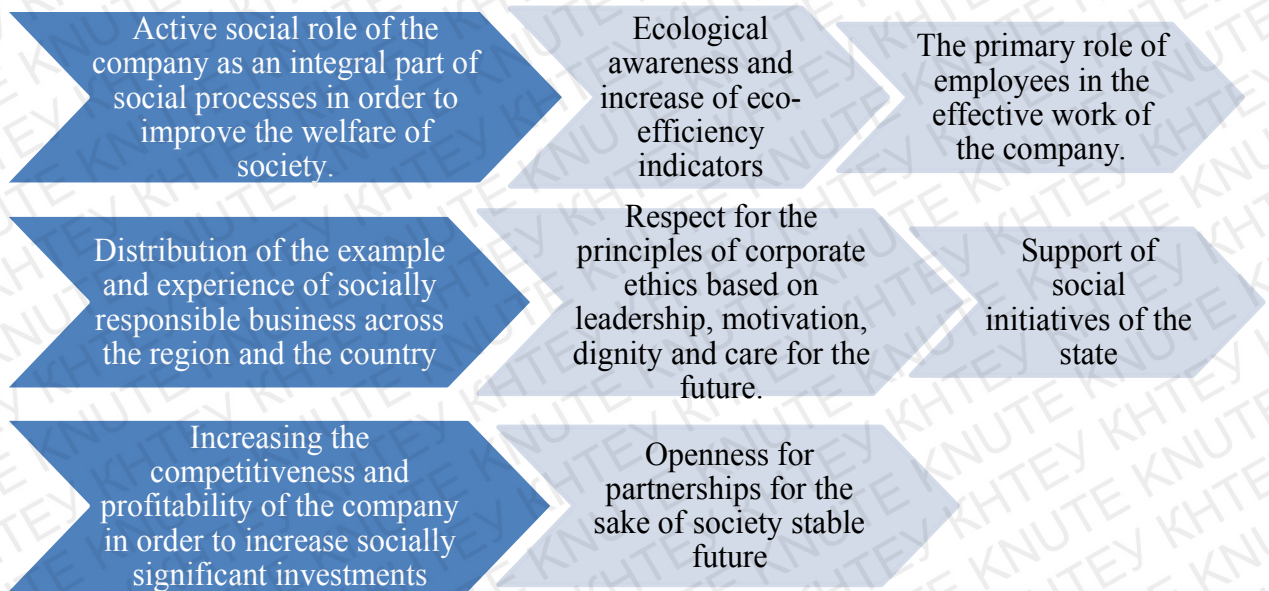 Active social role of the
company as an integral part of
social processes in order to
improve the welfare of
society.
Ecological
awareness and
increase of eco-
efficiency
indicators
The primary role of
employees in the
effective work of
the company.
Distribution of the example
and experience of socially
responsible business across
the region and the country
Respect for the
principles of corporate
ethics based on
leadership, motivation,
dignity and care for the
future.
Support of
social
initiatives of the
state
Increasing the
competitiveness and
profitability of the company
in order to increase socially
significant investments
Openness for
partnerships for the
sake of society stable
future